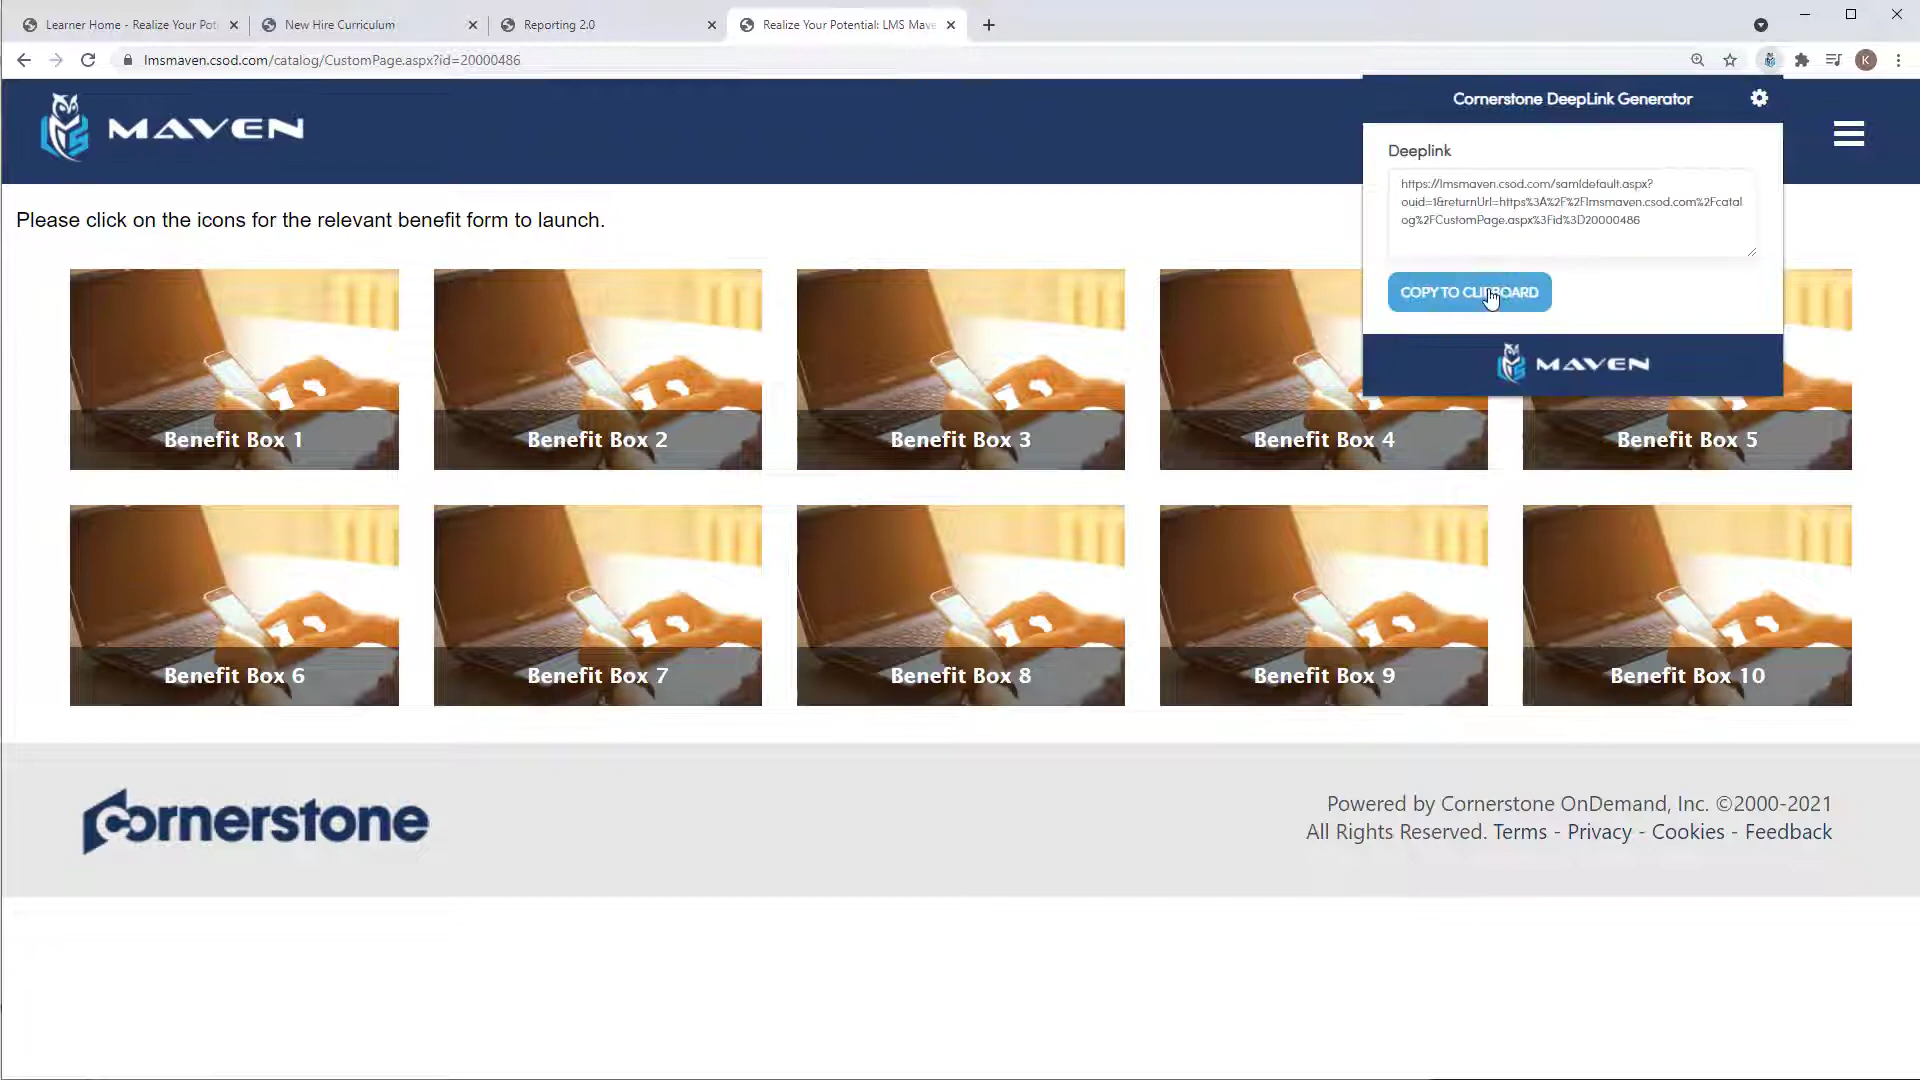 Learner Home - Realize Your Pot
New Hire Curriculum
Reporting 2.0
Realize Your Potential: LMS Mave
lmsmaven.csod.com/catalog/CustomPage.aspx?id=20000486
K
MAVEN
Cornerstone DeepLink Generator
Deeplink
https://lmsmaven.csod.com/samldefault.aspx?
ouid=1&returnUrl=https%3A%2F%2Flmsmaven.csod.com%2Fcatal
og%2FCustomPage.aspx%3Fid%3D20000486
COPY TO CLIPBOARD
MAVEN
Please click on the icons for the relevant benefit form to launch.
Benefit Box 1
Benefit Box 2
Benefit Box 3
Benefit Box 4
Benefit Box 5
Benefit Box 6
Benefit Box 7
Benefit Box 8
Benefit Box 9
Benefit Box 10
Cornerstone
Powered by Cornerstone OnDemand, Inc. ©2000-2021
All Rights Reserved. Terms - Privacy - Cookies - Feedback